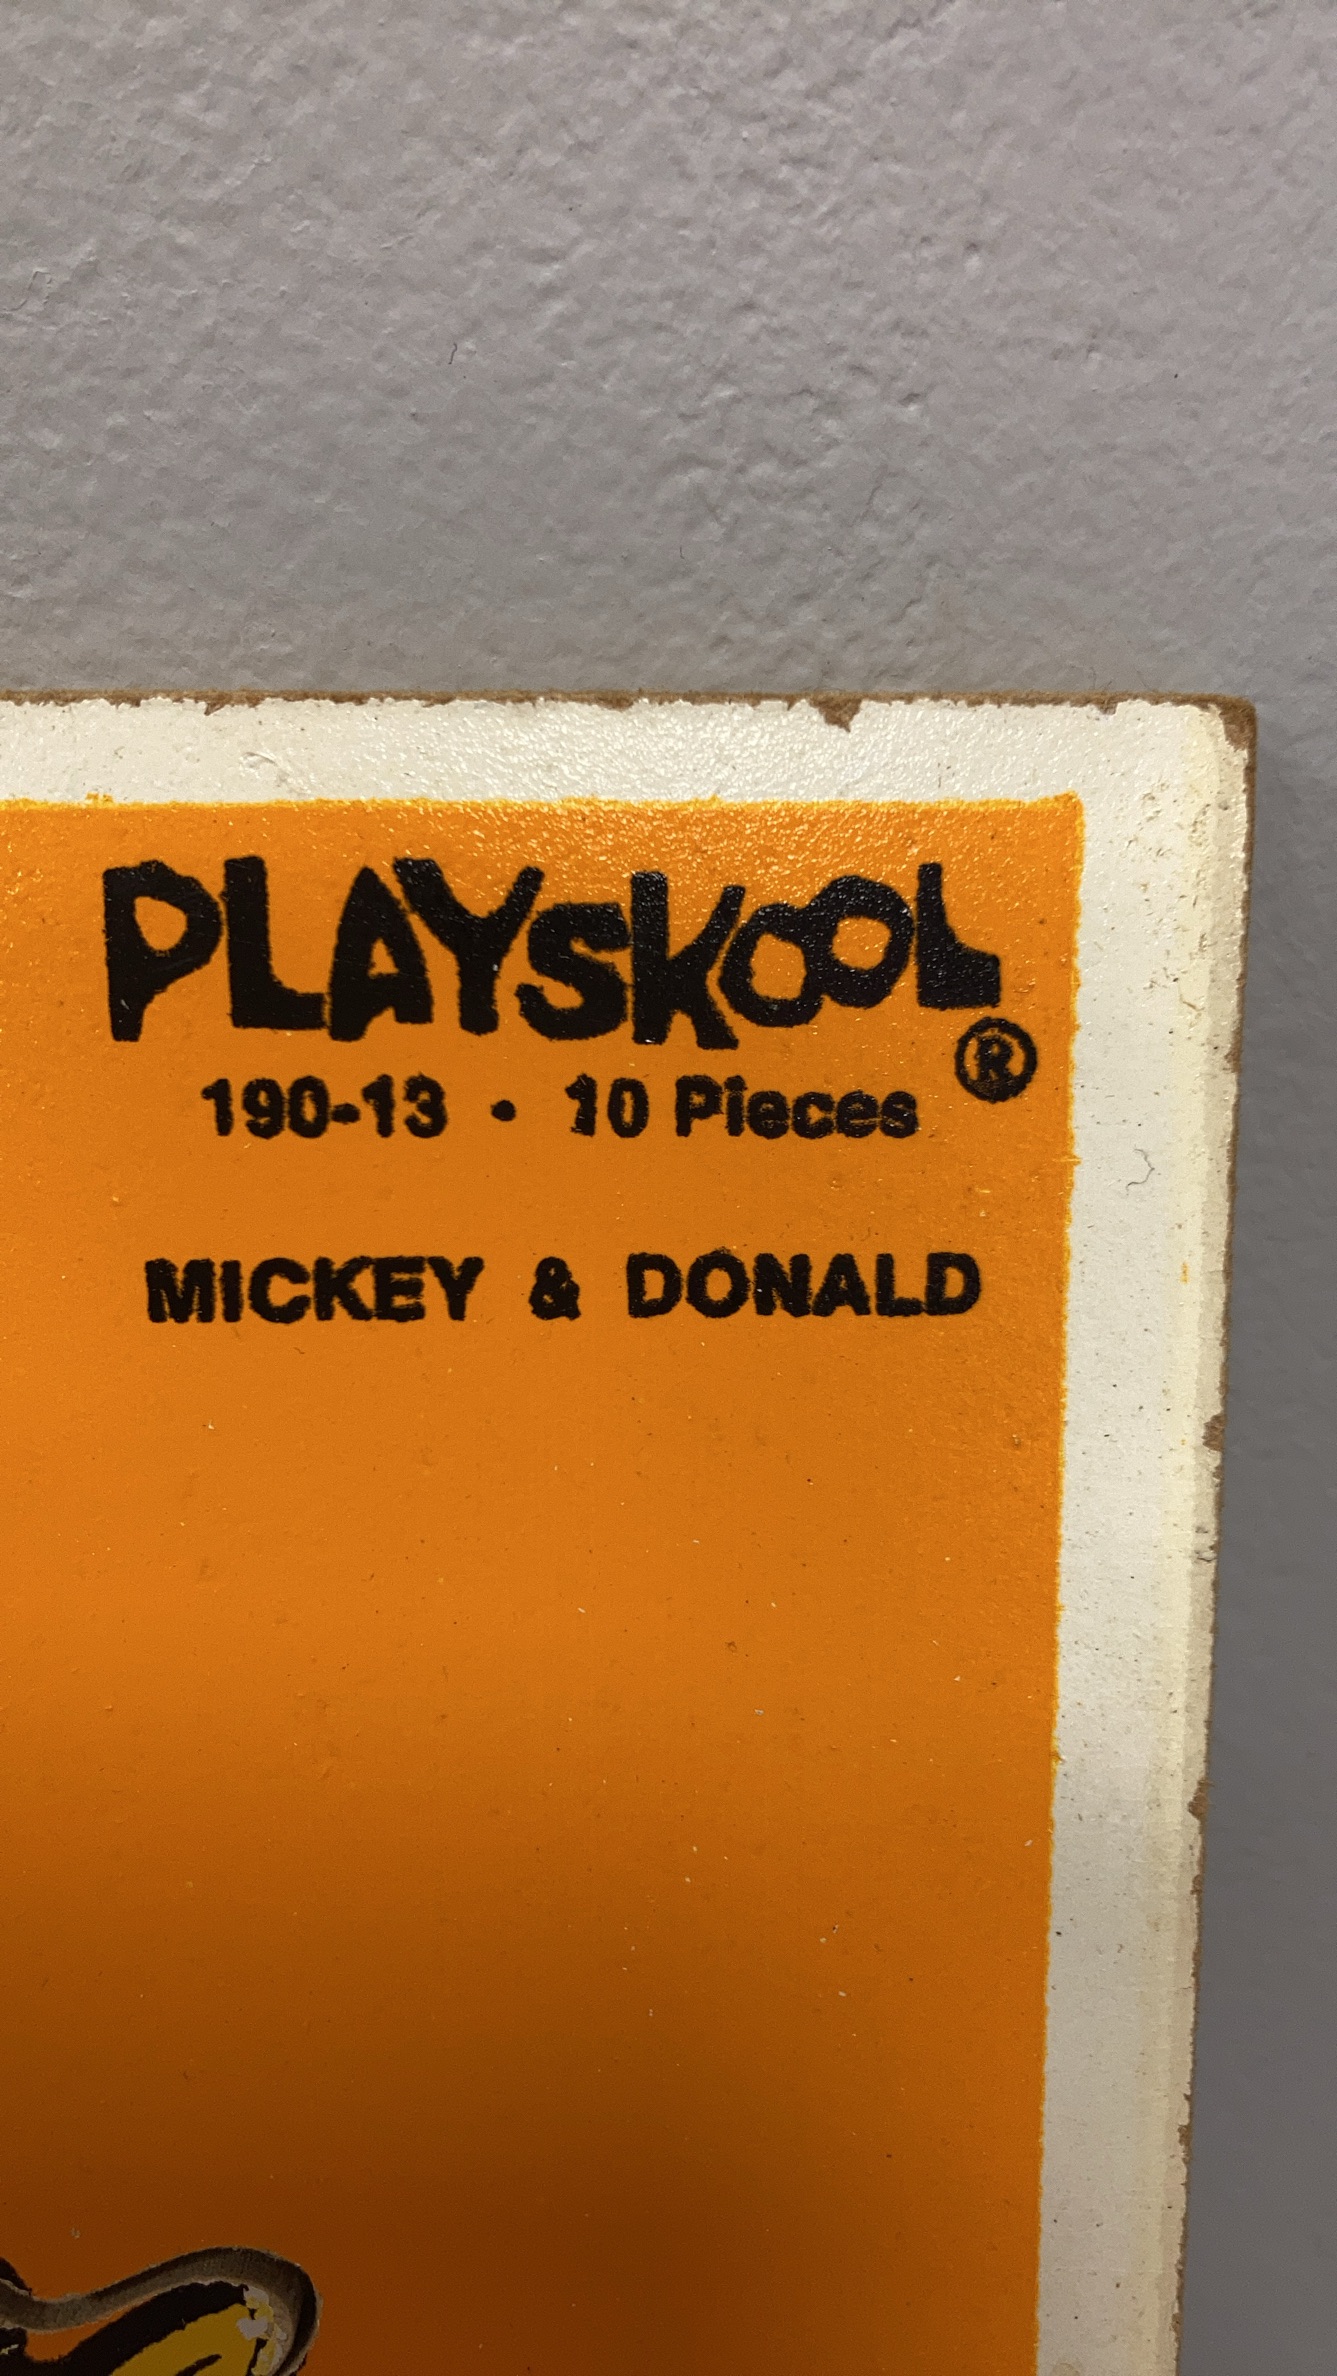 PLAYSKOOL®
190-13 • 10 Pieces
MICKEY & DONALD